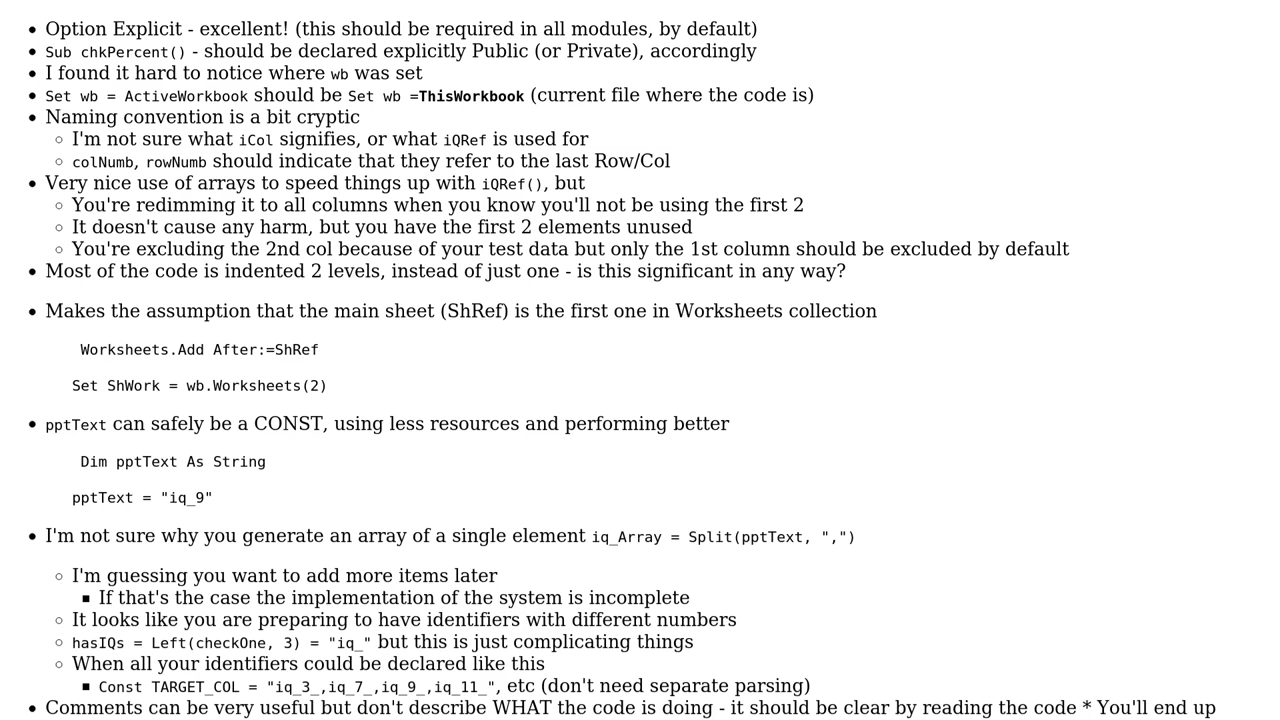 Option Explicit - excellent! (this should be required in all modules, by default)
Sub chkPercent() - should be declared explicitly Public (or Private), accordingly
I found it hard to notice where wb was set
Set wb = ActiveWorkbook should be Set wb =ThisWorkbook (current file where the code is)
Naming convention is a bit cryptic
I'm not sure what iCol signifies, or what iQRef is used for
colNumb, rowNumb should indicate that they refer to the last Row/Col
Very nice use of arrays to speed things up with iQRef(), but
You're redimming it to all columns when you know you'll not be using the first 2
It doesn't cause any harm, but you have the first 2 elements unused
You're excluding the 2nd col because of your test data but only the 1st column should be excluded by default
Most of the code is indented 2 levels, instead of just one - is this significant in any way?
Makes the assumption that the main sheet (ShRef) is the first one in Worksheets collection
Worksheets.Add After:=ShRef
Set ShWork = wb.Worksheets(2)
pptText can safely be a CONST, using less resources and performing better
Dim pptText As String
pptText = "iq_9"
I'm not sure why you generate an array of a single element iq_Array = Split(pptText, ",")
I'm guessing you want to add more items later
If that's the case the implementation of the system is incomplete
It looks like you are preparing to have identifiers with different numbers
hasIQs = Left(checkOne, 3) = "iq_" but this is just complicating things
When all your identifiers could be declared like this
Const TARGET_COL = "iq_3_,iq_7_,iq_9_,iq_11_", etc (don't need separate parsing)
Comments can be very useful but don't describe WHAT the code is doing - it should be clear by reading the code * You'll end up